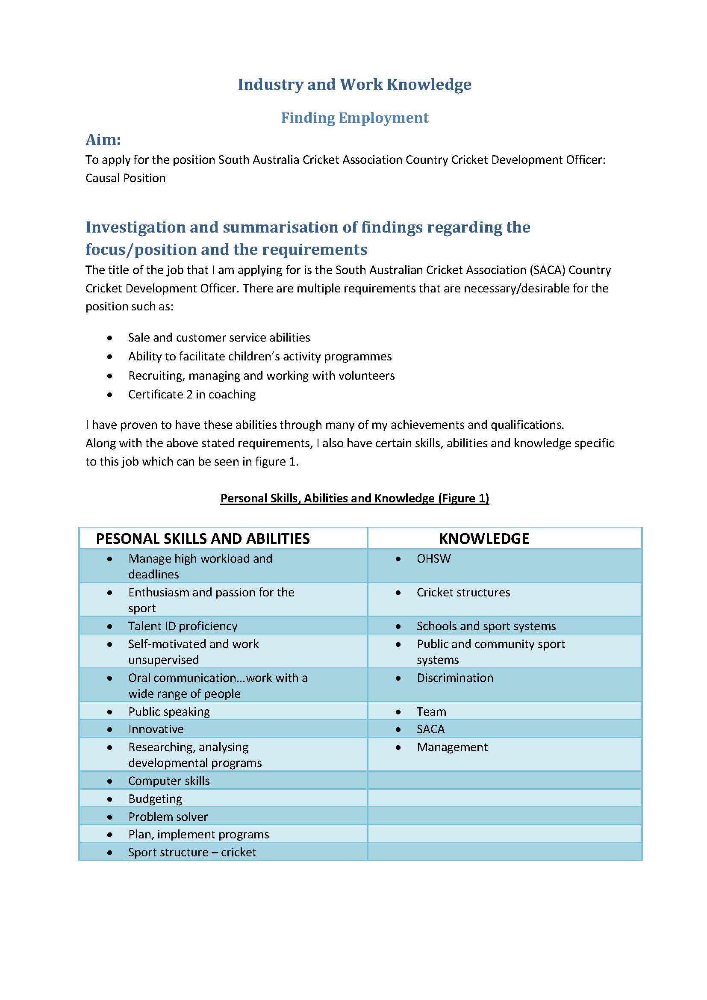 Industry and Work Knowledge
Finding Employment
Aim:
To apply for the position South Australia Cricket Association Country Cricket Development Officer:
Causal Position
Investigation and summarisation of findings regarding the
focus/position and the requirements
The title of the job that I am applying for is the South Australian Cricket Association (SACA) Country
Cricket Development Officer. There are multiple requirements that are necessary/desirable for the
position such as:
• Sale and customer service abilities
• Ability to facilitate children’s activity programmes
• Recruiting, managing and working with volunteers
• Certificate 2 in coaching
I have proven to have these abilities through many of my achievements and qualifications.
Along with the above stated requirements, I also have certain skills, abilities and knowledge specific
to this job which can be seen in figure 1.
Personal Skills, Abilities and Knowledge (Figure 1)
PESONAL SKILLS AND ABILITIES KNOWLEDGE
• Manage high workload and • OHSW
deadlines
• Enthusiasm and passion for the • Cricket structures
sport
• Talent ID proficiency • Schools and sport systems
• Self-motivated and work • Public and community sport
unsupervised systems
• Oral communication...work with a • Discrimination
wide range of people
• Public speaking • Team
• Innovative • SACA
• Researching, analysing • Management
developmental programs
• Computer skills
• Budgeting
• Problem solver
• Plan, implement programs
• Sport structure – cricket